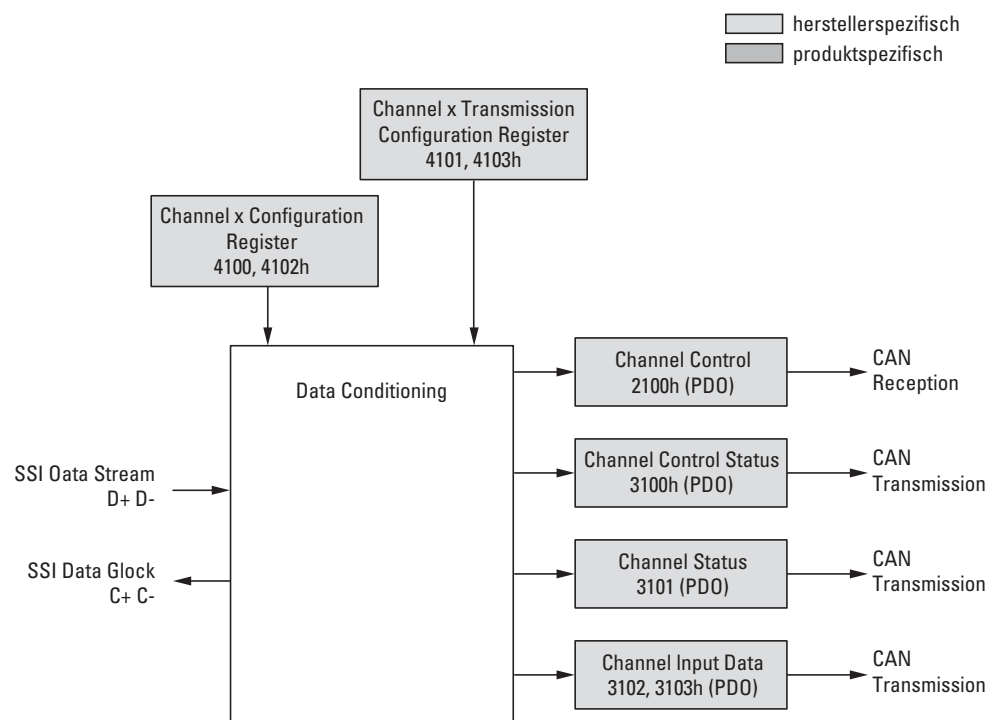 herstellerspezifisch
produktspezifisch
Channel x Transmission
Configuration Register
4101, 4103h
Channel x Configuration
Register
4100, 4102h
Data Conditioning
Channel Control
2100h (PDO)
CAN
Reception
SSI Oata Stream
D+ D-
Channel Control Status
3100h (PDO)
CAN
Transmission
SSI Data Glock
C+ C-
Channel Status
3101 (PDO)
CAN
Transmission
Channel Input Data
3102, 3103h (PDO)
CAN
Transmission